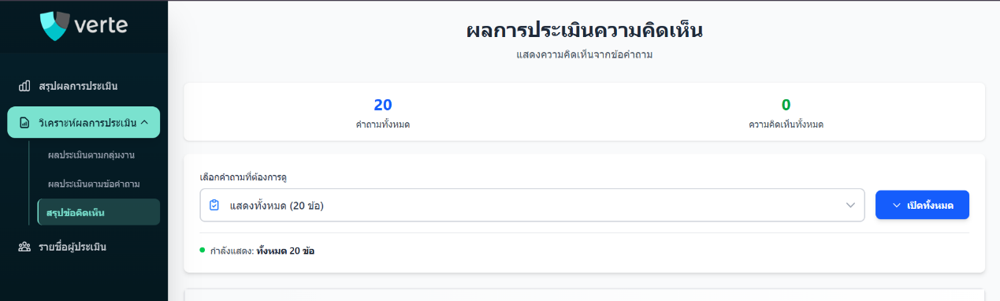 verte
สรุปผลการประเมิน
วิเคราะห์ผลการประเมิน
ผลประเมินตามกลุ่มงาน
ผลประเมินตามข้อคำถาม
สรุปข้อคิดเห็น
รายชื่อผู้ประเมิน
ผลการประเมินความคิดเห็น
แสดงความคิดเห็นจากข้อคำถาม
20
คำถามทั้งหมด
0
ความคิดเห็นทั้งหมด
เลือกคำถามที่ต้องการดู
แสดงทั้งหมด (20 ข้อ)
เปิดทั้งหมด
กำลังแสดง: ทั้งหมด 20 ข้อ